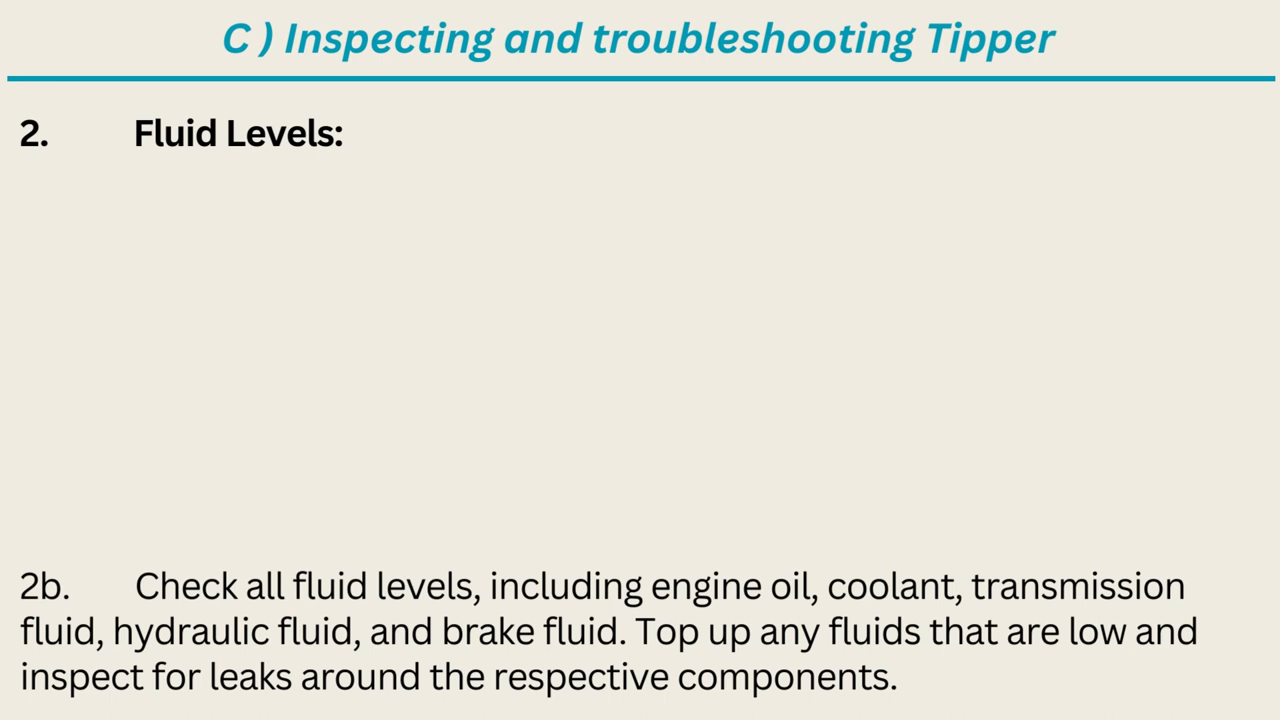 C ) Inspecting and troubleshooting Tipper
2. Fluid Levels:
2b. Check all fluid levels, including engine oil, coolant, transmission
fluid, hydraulic fluid, and brake fluid. Top up any fluids that are low and
inspect for leaks around the respective components.